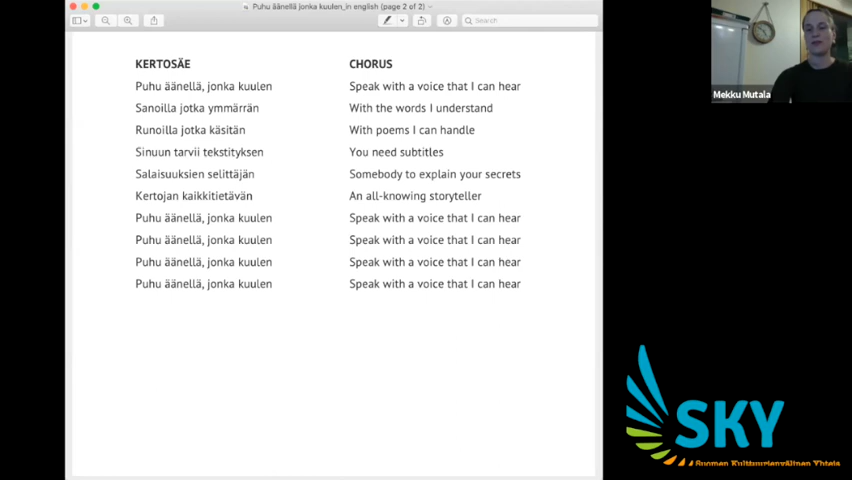 Puhu äänellä jonka kuulen_in english (page 2 of 2)
Search
KERTOSÄE CHORUS
Puhu äänellä, jonka kuulen Speak with a voice that I can hear
Sanoilla jotka ymmärrän With the words I understand
Runoilla jotka käsitän With poems I can handle
Sinuun tarvii tekstityksen You need subtitles
Salaisuuksien selittäjän Somebody to explain your secrets
Kertojan kaikkitietävän An all-knowing storyteller
Puhu äänellä, jonka kuulen Speak with a voice that I can hear
Puhu äänellä, jonka kuulen Speak with a voice that I can hear
Puhu äänellä, jonka kuulen Speak with a voice that I can hear
Puhu äänellä, jonka kuulen Speak with a voice that I can hear
Mekku Mutala
SKY
Suomen Kulttuurienvälinen Yhteis